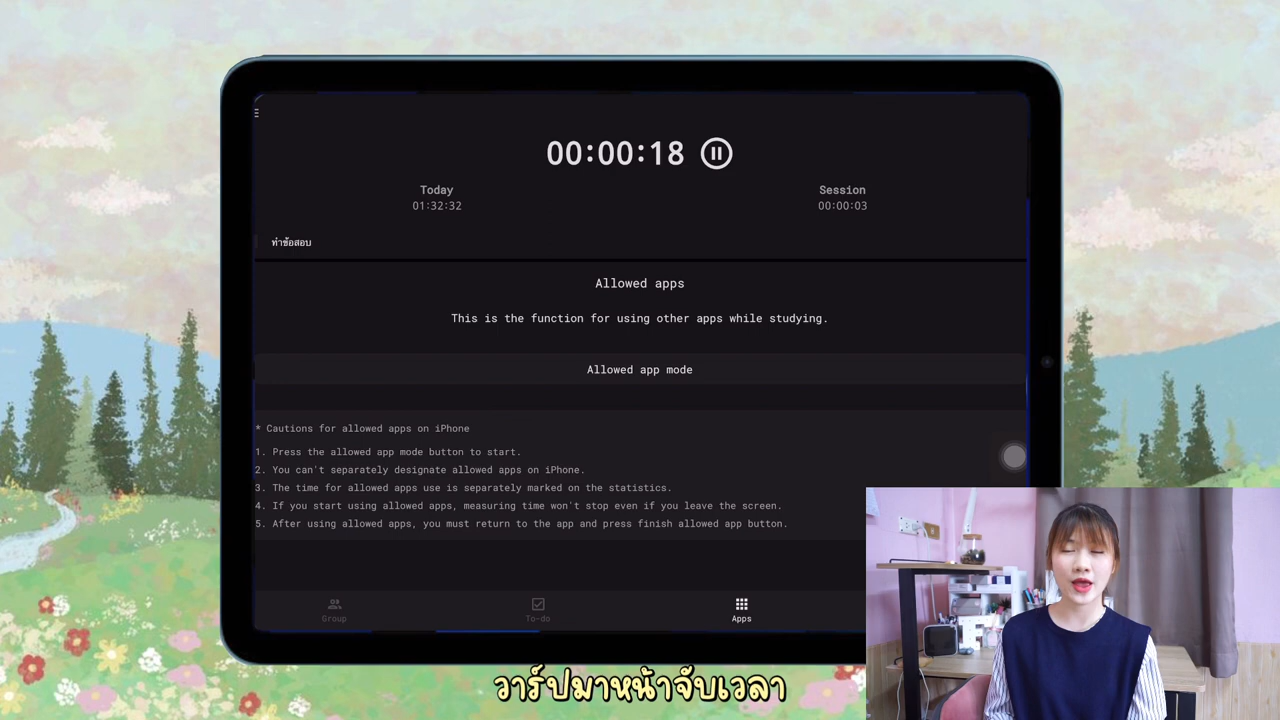 00:00:18
Today
Session
01:32:32
00:00:03
ทำข้อสอบ
Allowed apps
This is the function for using other apps while studying.
Allowed app mode
* Cautions for allowed apps on iPhone
1. Press the allowed app mode button to start.
2. You can't separately designate allowed apps on iPhone.
3. The time for allowed apps use is separately marked on the statistics.
4. If you start using allowed apps, measuring time won't stop even if you leave the screen.
5. After using allowed apps, you must return to the app and press finish allowed app button.
Group
To-do
Apps
วาร์ปมาหน้าจับเวลา